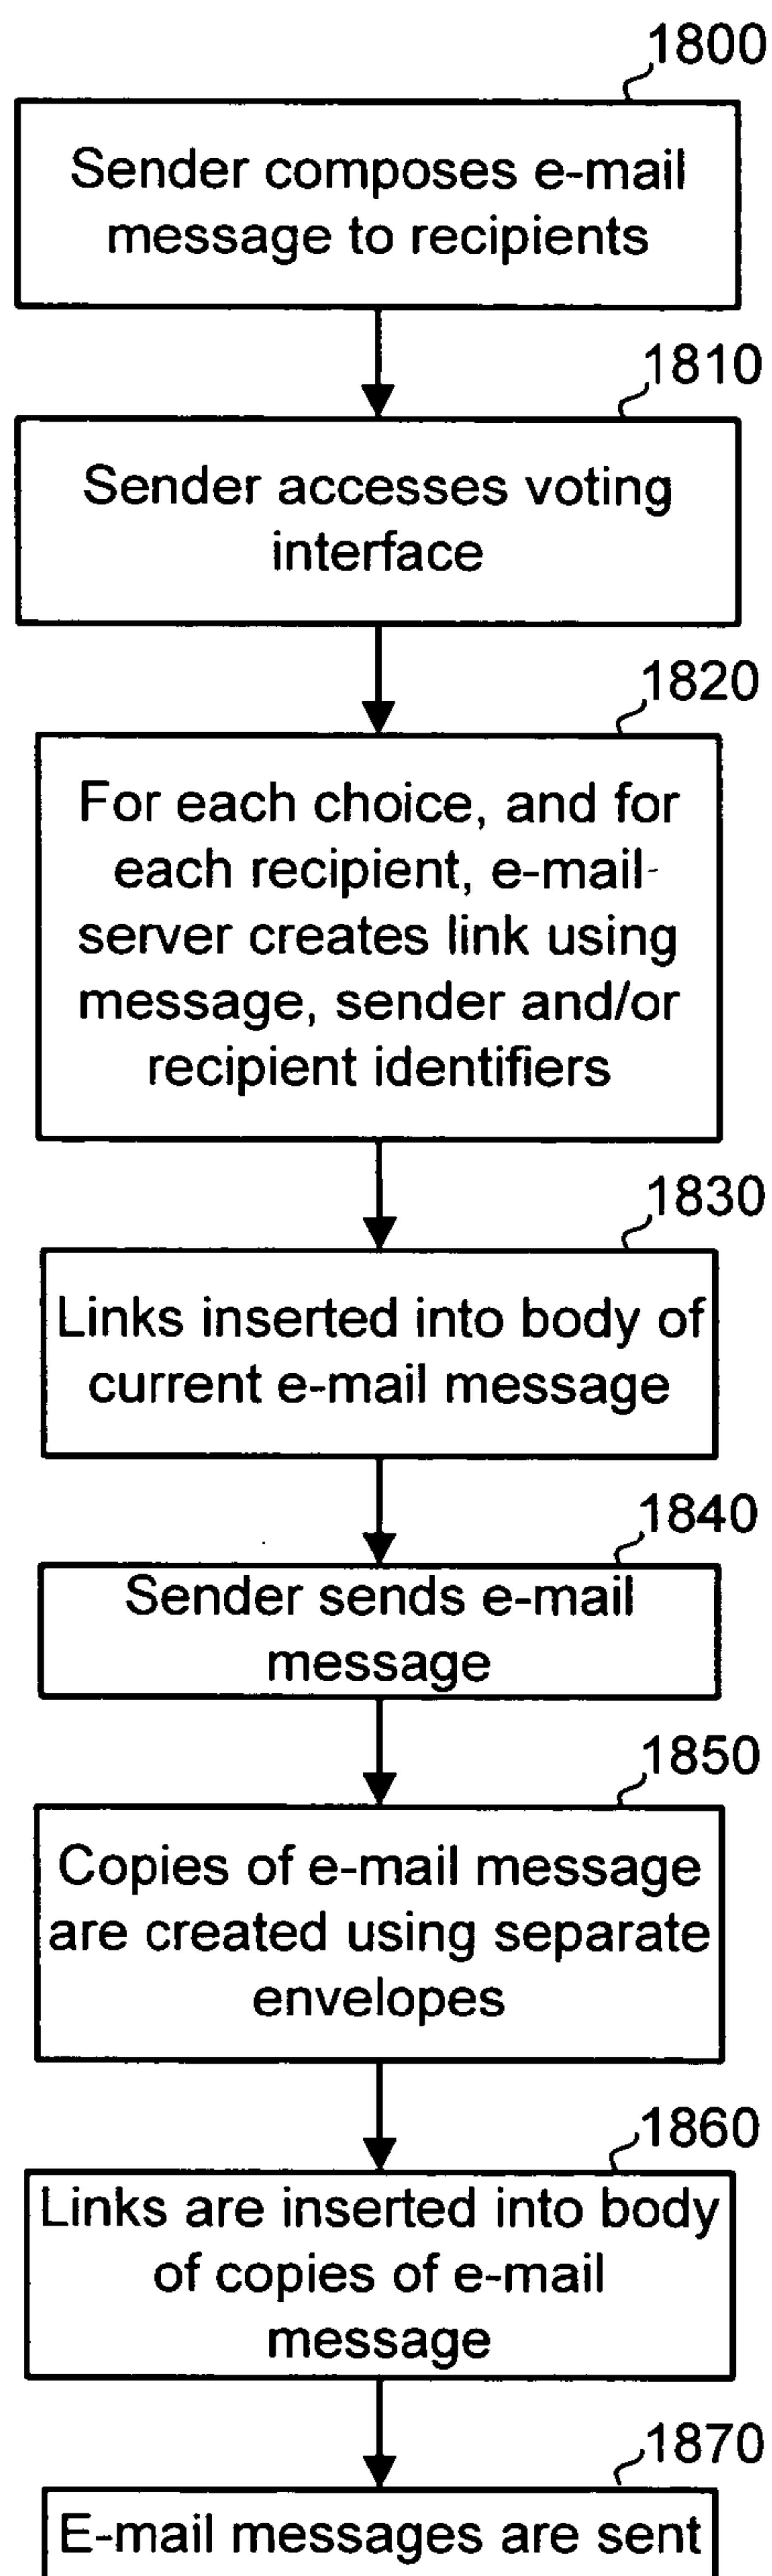 1800
Sender composes e-mail
message to recipients
1810
Sender accesses voting
interface
1820
For each choice, and for
each recipient, e-mail
server creates link using
message, sender and/or
recipient identifiers
1830
Links inserted into body of
current e-mail message
1840
Sender sends e-mail
message
1850
Copies of e-mail message
are created using separate
envelopes
1860
Links are inserted into body
of copies of e-mail
message
1870
E-mail messages are sent